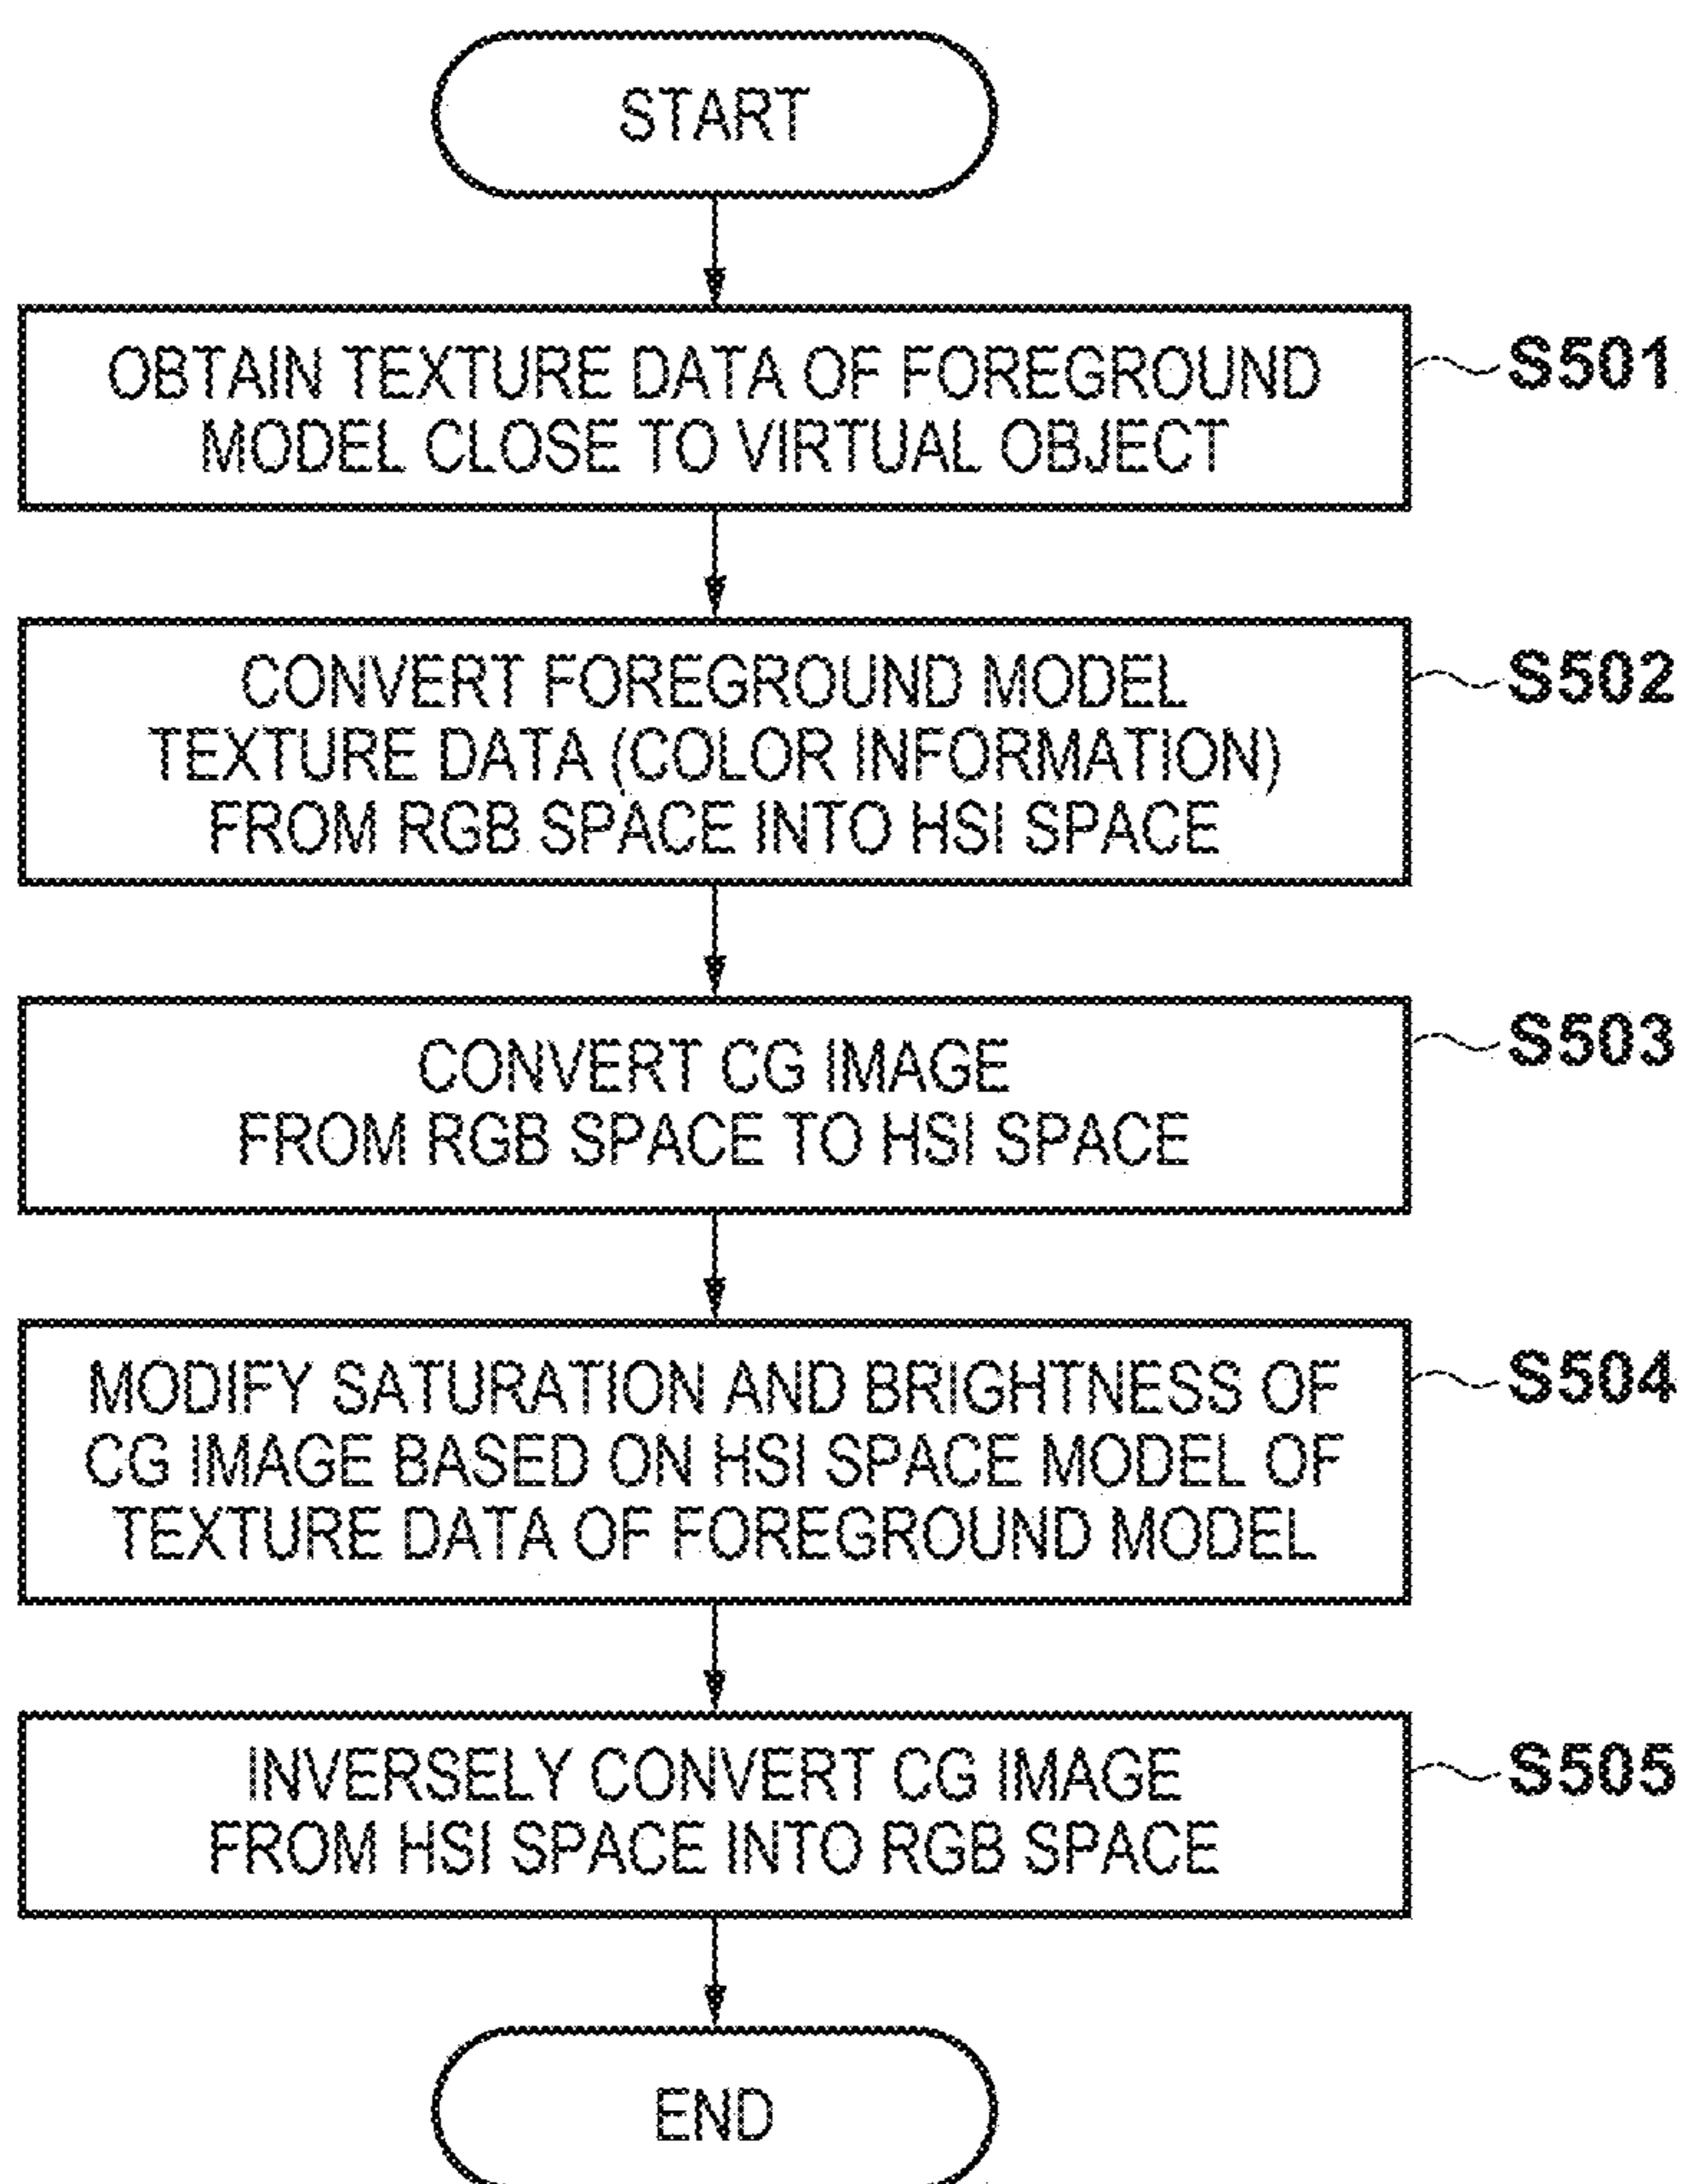 START
OBTAIN TEXTURE DATA OF FOREGROUND
MODEL CLOSE TO VIRTUAL OBJECT
S501
CONVERT FOREGROUND MODEL
TEXTURE DATA (COLOR INFORMATION)
FROM RGB SPACE INTO HSI SPACE
S502
CONVERT CG IMAGE
FROM RGB SPACE TO HSI SPACE
S503
MODIFY SATURATION AND BRIGHTNESS OF
CG IMAGE BASED ON HSI SPACE MODEL OF
TEXTURE DATA OF FOREGROUND MODEL
S504
INVERSELY CONVERT CG IMAGE
FROM HSI SPACE INTO RGB SPACE
S505
END